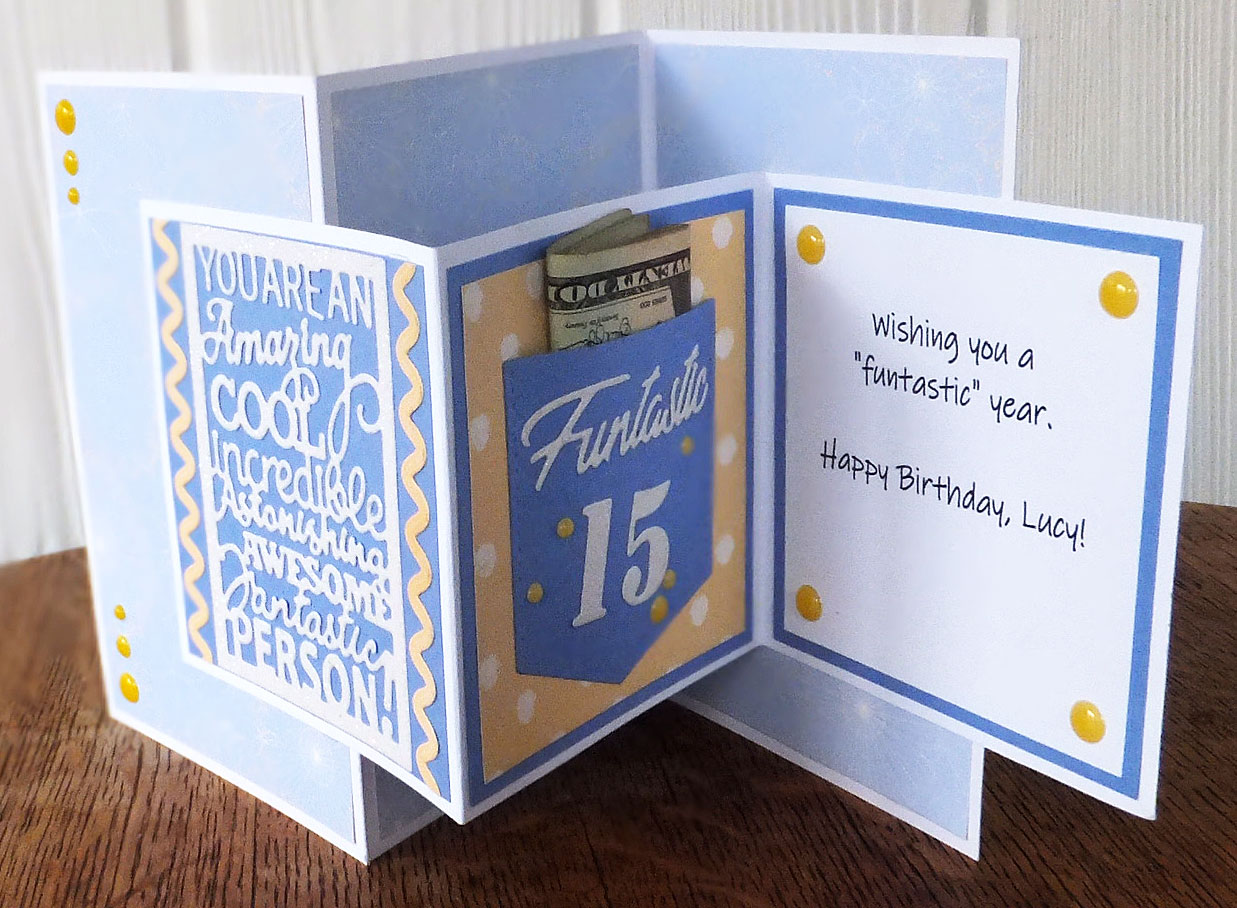 YOU ARE AN
Amazing
COOL
incredible
Astonishing
AWESOME
fantastic
PERSON!
Funtastic
15
Wishing you a
"funtastic" year.
Happy Birthday, Lucy!